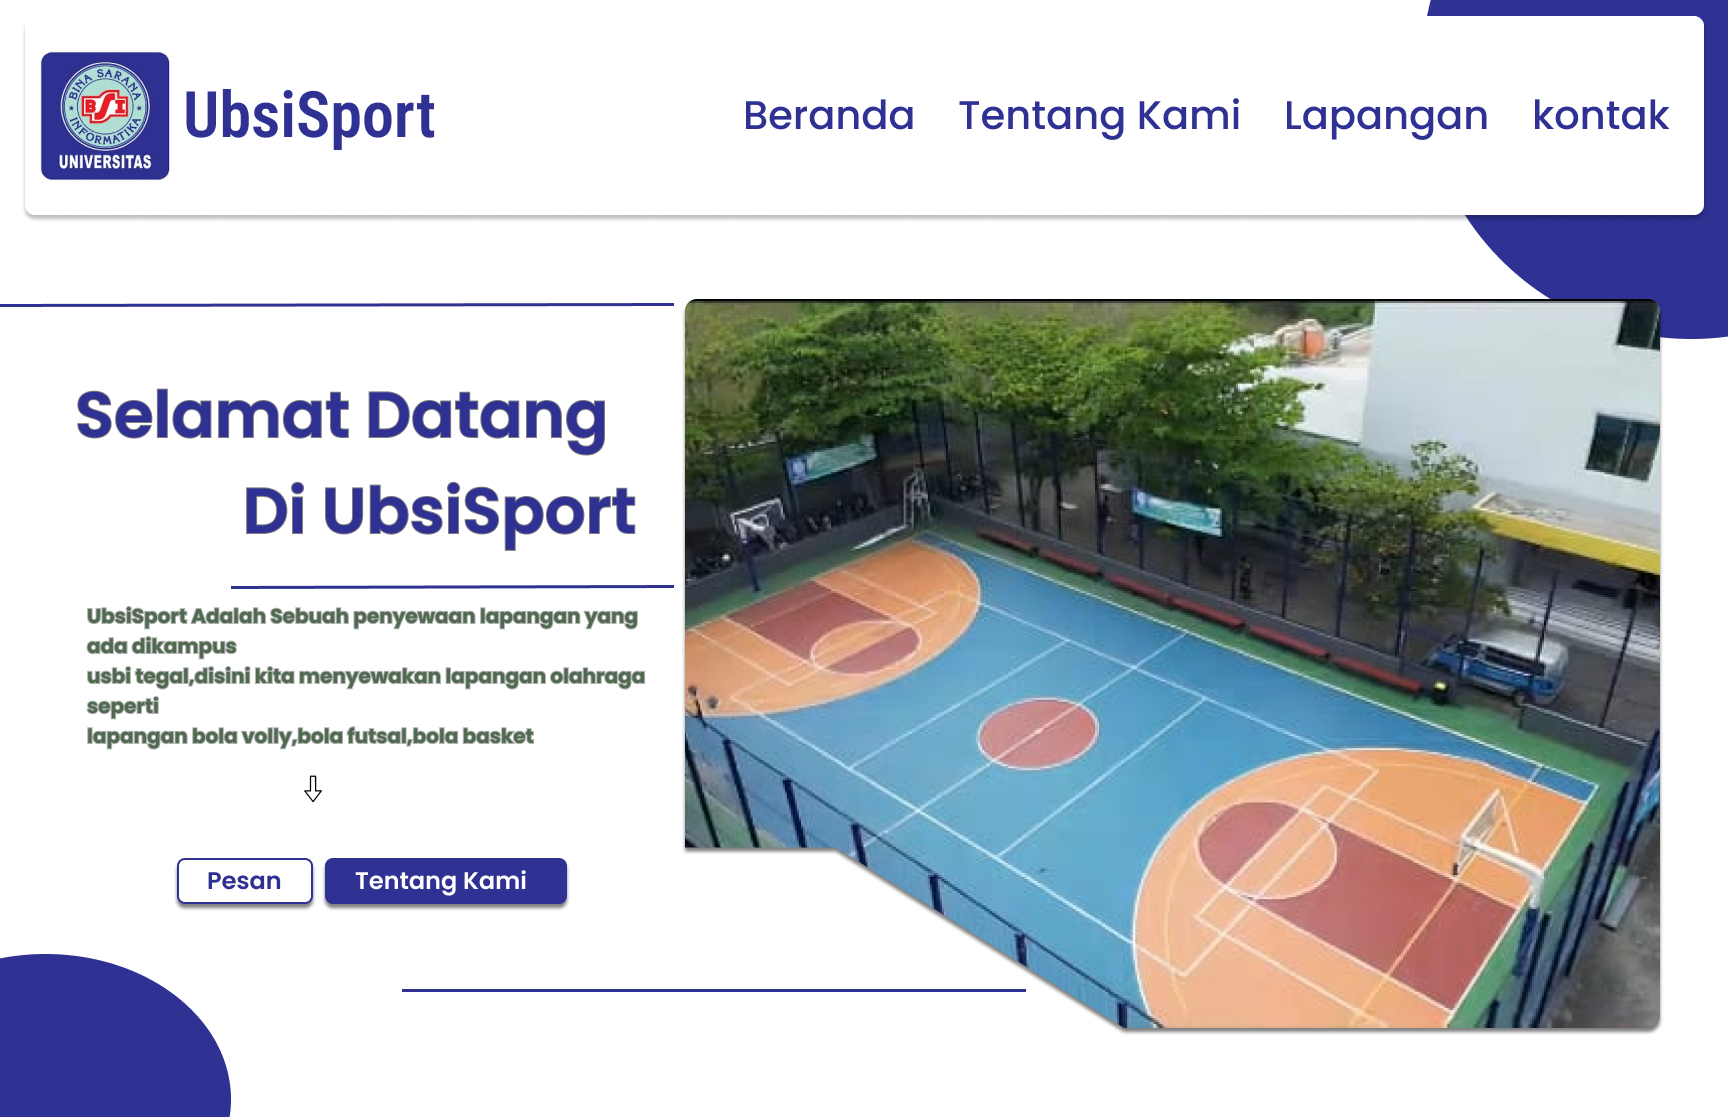 BINA SARANA
BSI
INFORMATIKA
UNIVERSITAS
UbsiSport
Beranda
Tentang Kami
Lapangan
kontak
Selamat Datang
Di UbsiSport
UbsiSport Adalah Sebuah penyewaan lapangan yang
ada dikampus
usbi tegal,disini kita menyewakan lapangan olahraga
seperti
lapangan bola volly,bola futsal,bola basket
Pesan
Tentang Kami